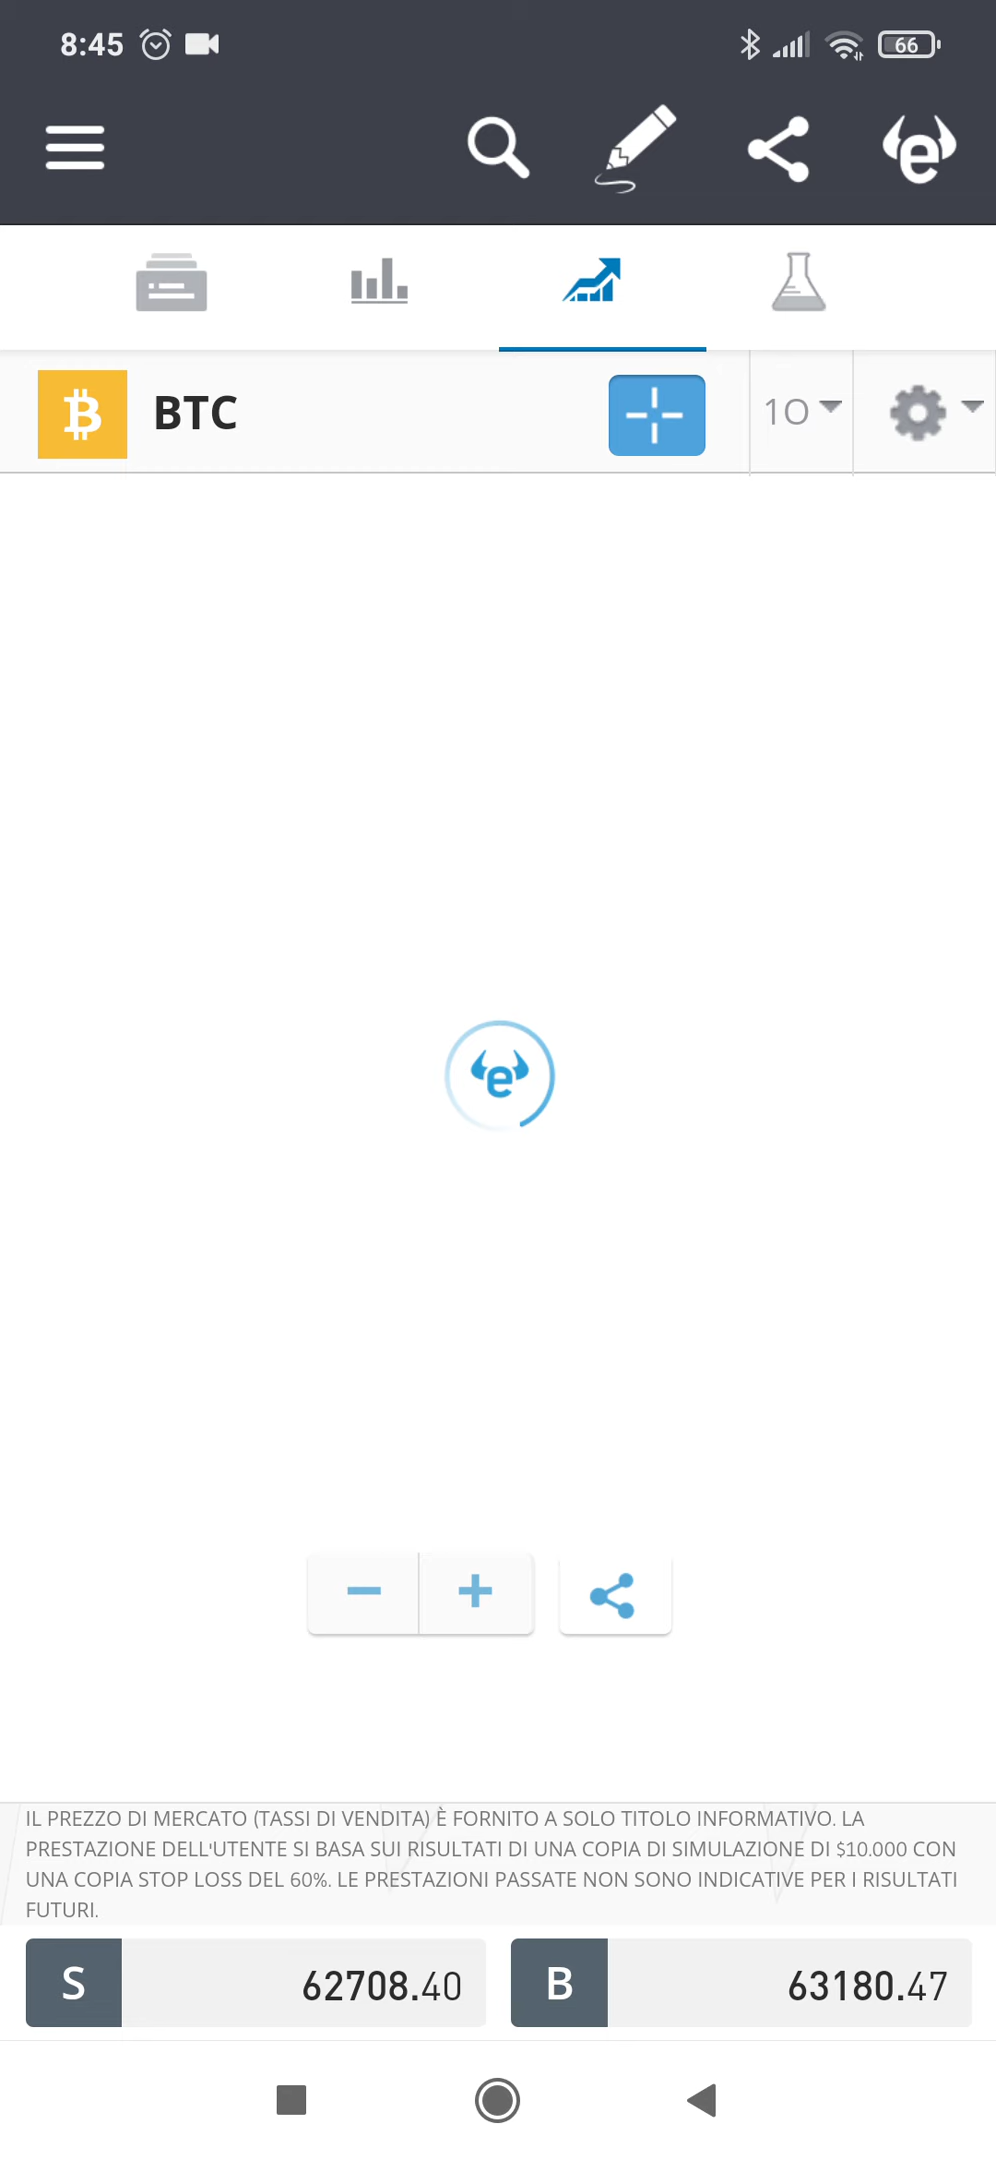 8:45
66
BTC
1O
IL PREZZO DI MERCATO (TASSI DI VENDITA) È FORNITO A SOLO TITOLO INFORMATIVO. LA
PRESTAZIONE DELL'UTENTE SI BASA SUI RISULTATI DI UNA COPIA DI SIMULAZIONE DI $10.000 CON
UNA COPIA STOP LOSS DEL 60%. LE PRESTAZIONI PASSATE NON SONO INDICATIVE PER I RISULTATI
FUTURI.
S 62708.40 B 63180.47